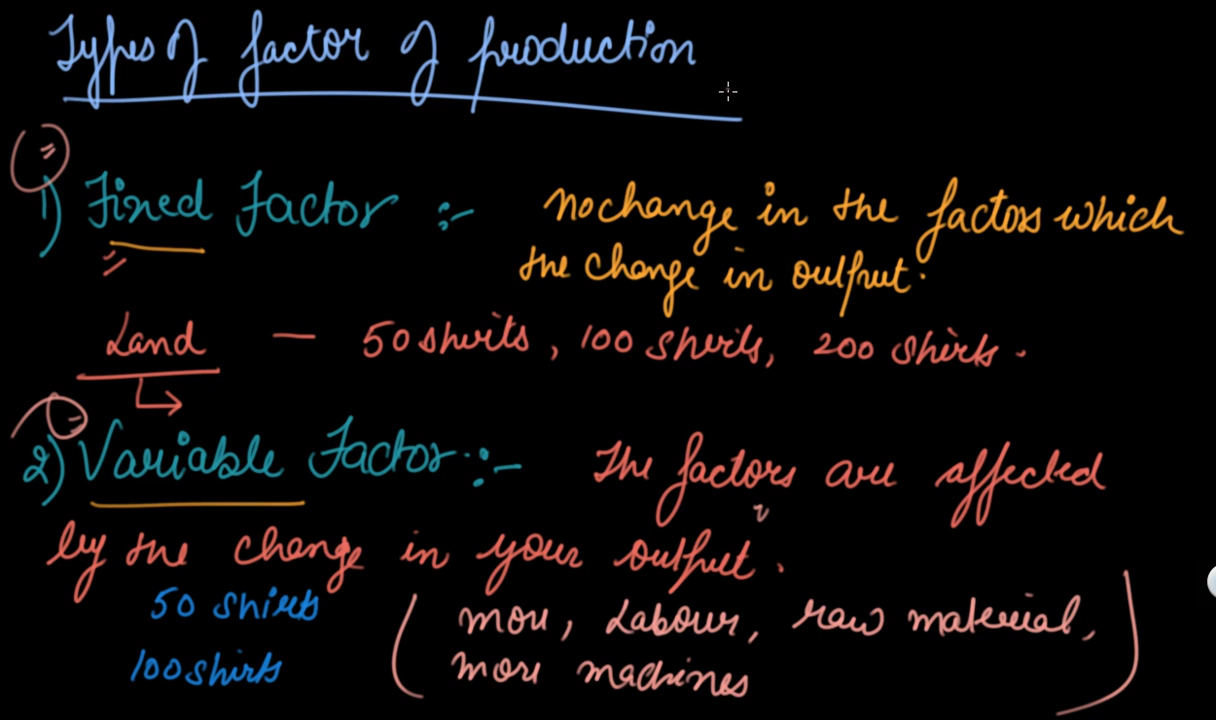 Types of factor of production
1) Fixed Factor :- no change in the factors which
the change in output.
Land — 50 shirts, 100 shirts, 200 shirts.
2) Variable Factor :- The factors are affected
by the change in your output.
50 shirts
100 shirts
( more, Labour, raw material,
more machines )